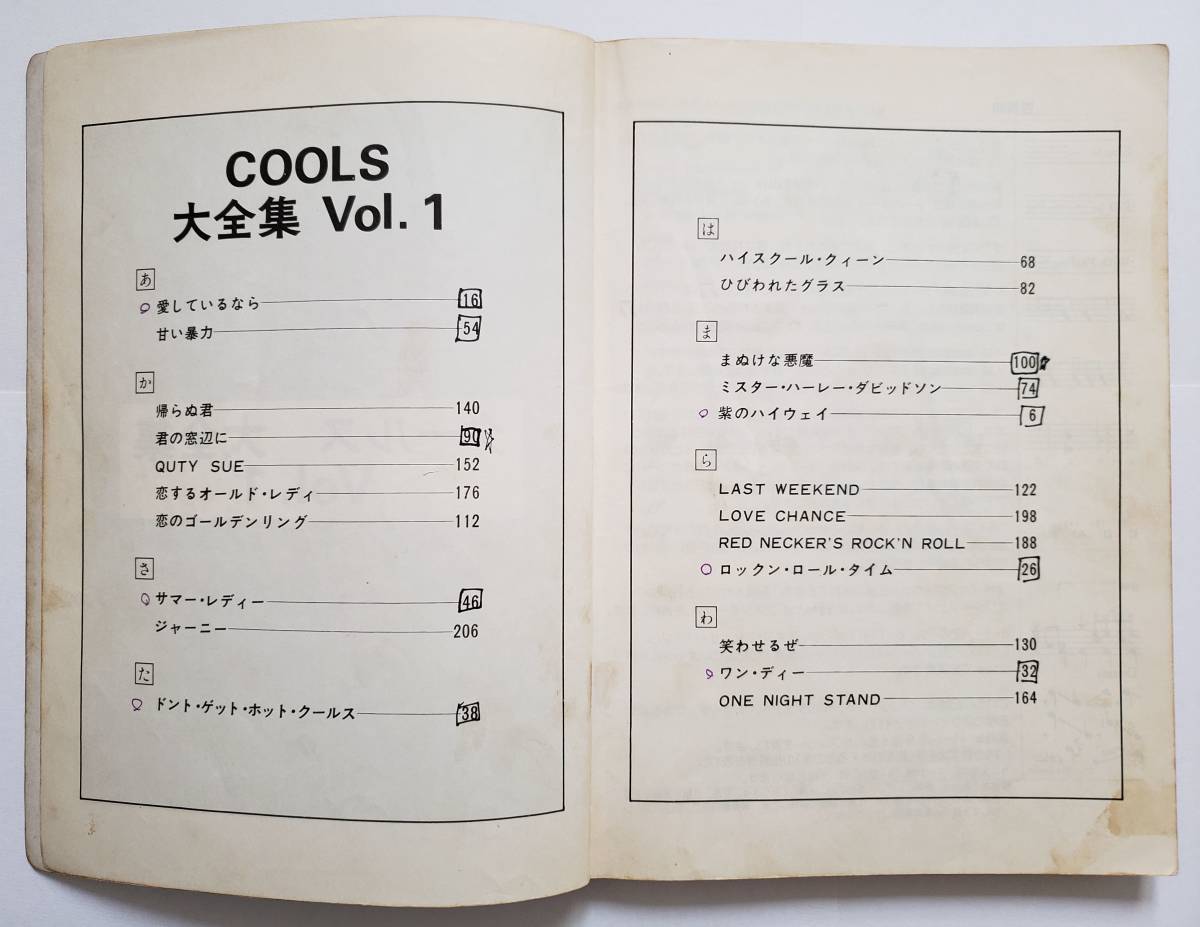 COOLS
大全集 Vol. 1
あ
愛しているなら 16
甘い暴力 54
か
帰らぬ君 140
君の窓辺に 90
QUTY SUE 152
恋するオールド・レディ 176
恋のゴールデンリング 112
さ
サマー・レディー 46
ジャーニー 206
た
ドント・ゲット・ホット・クールス 38
は
ハイスクール・クィーン 68
ひびわれたグラス 82
ま
まぬけな悪魔 100
ミスター・ハーレー・ダビッドソン 74
紫のハイウェイ 6
ら
LAST WEEKEND 122
LOVE CHANCE 198
RED NECKER'S ROCK'N ROLL 188
ロックン・ロール・タイム 26
わ
笑わせるぜ 130
ワン・ディー 32
ONE NIGHT STAND 164